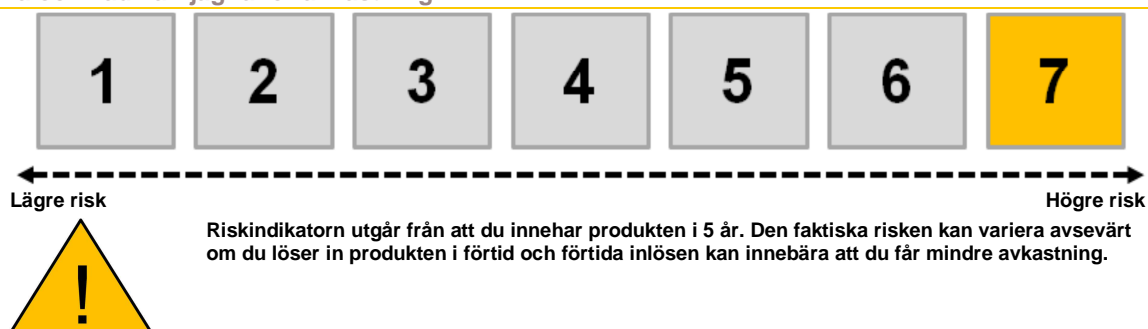 1 2 3 4 5 6 7
Lägre risk Högre risk
Riskindikatorn utgår från att du innehar produkten i 5 år. Den faktiska risken kan variera avsevärt
om du löser in produkten i förtid och förtida inlösen kan innebära att du får mindre avkastning.
!